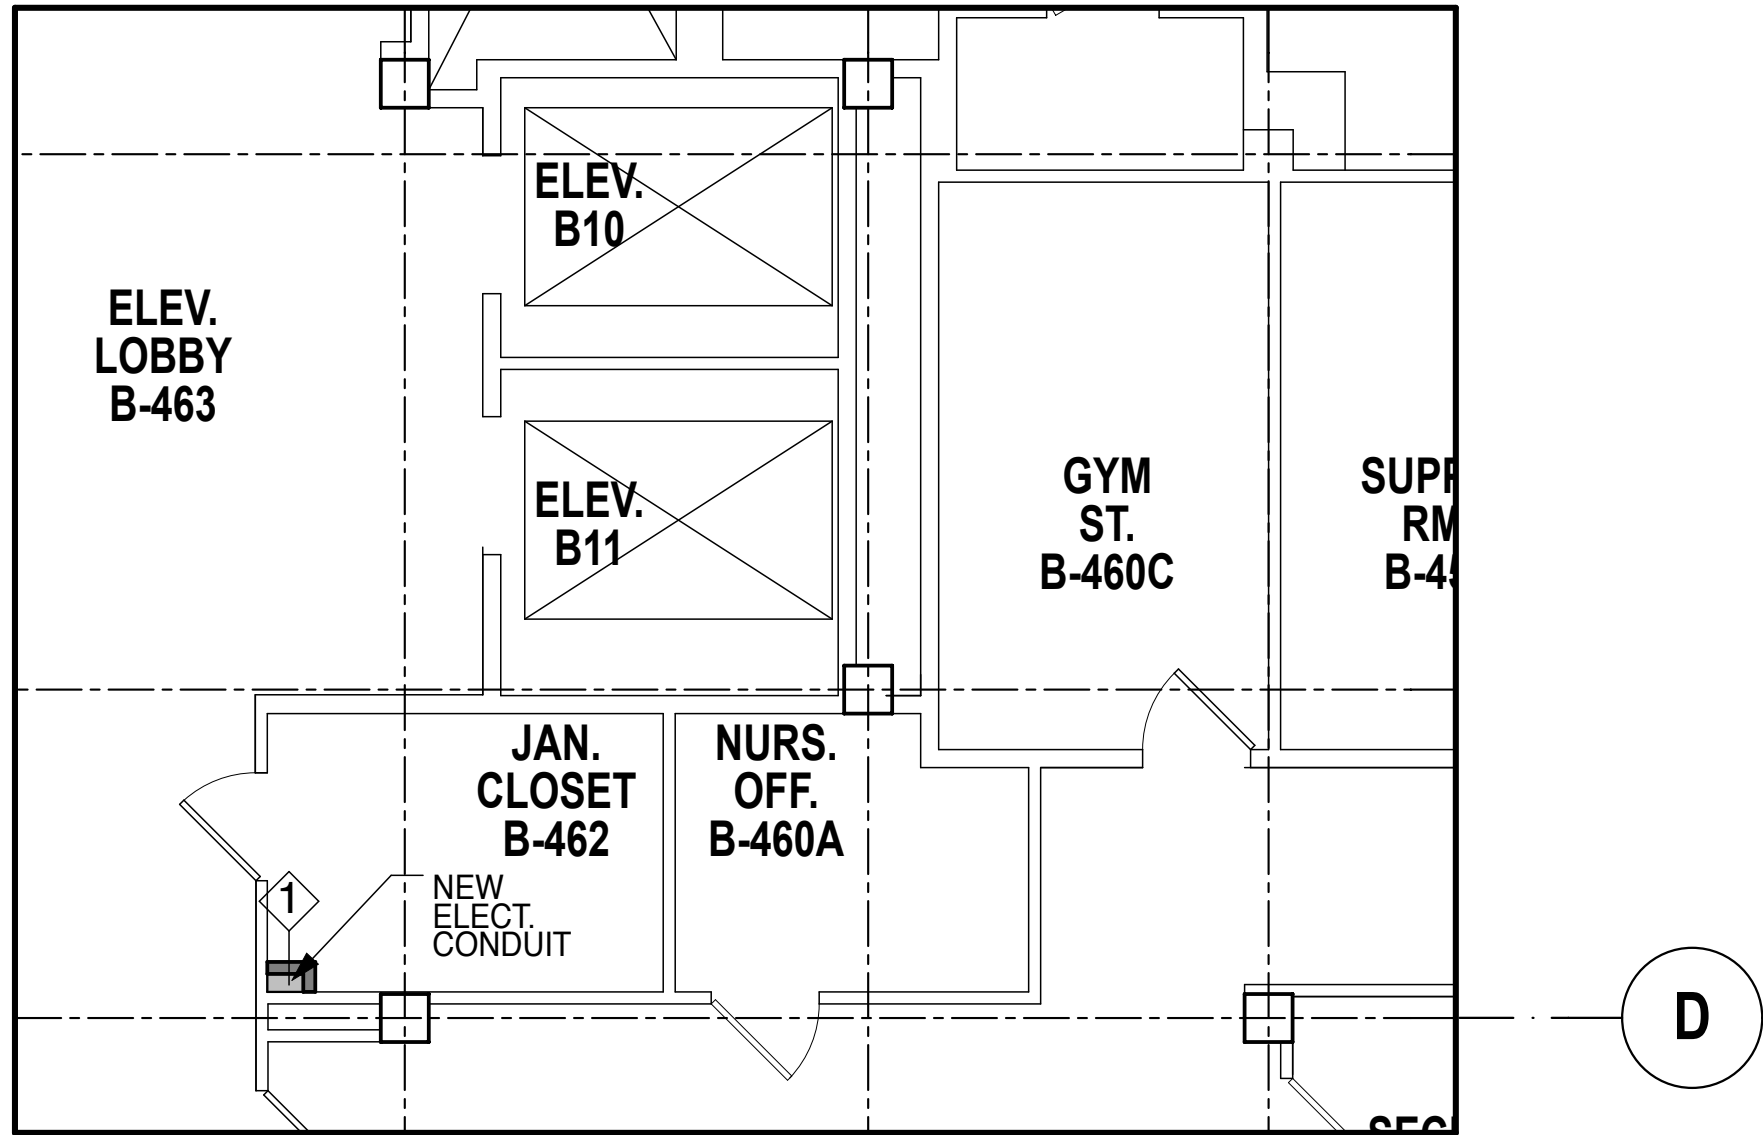 ELEV.
B10
ELEV.
LOBBY
B-463
ELEV.
B11
GYM
ST.
B-460C
RM
JAN.
CLOSET
B-462
NURS.
OFF.
B-460A
1
NEW
ELECT.
CONDUIT
D